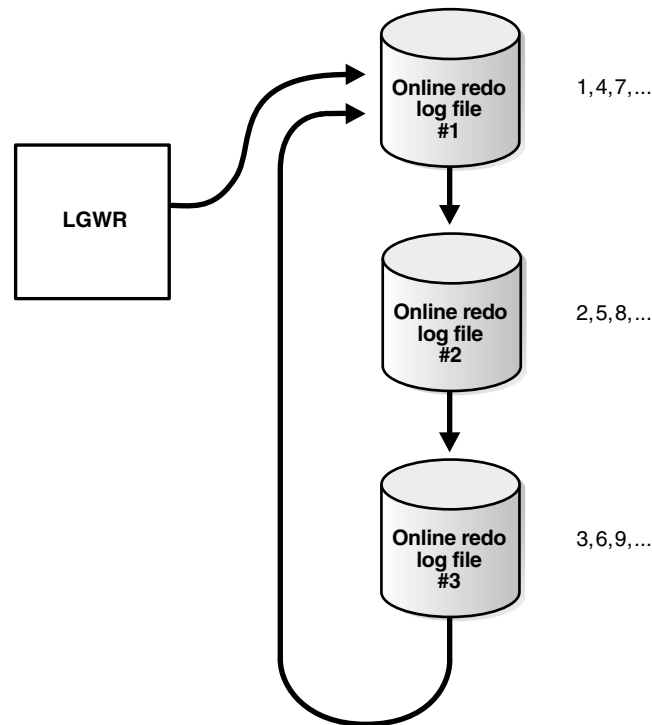 Online redo
log file
#1
1,4,7,...
LGWR
Online redo
log file
#2
2,5,8,...
Online redo
log file
#3
3,6,9,...